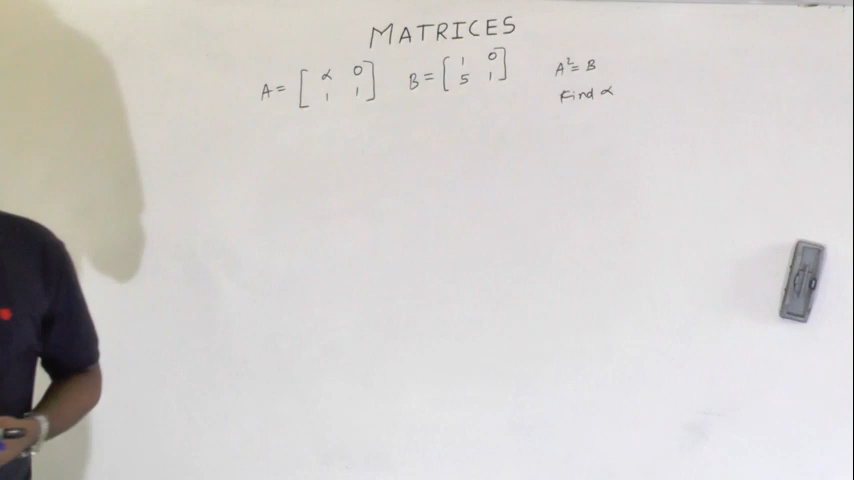 MATRICES
A = [ α 0 B = [ 1 0 A² = B
1 1 ] 5 1 ] Find α